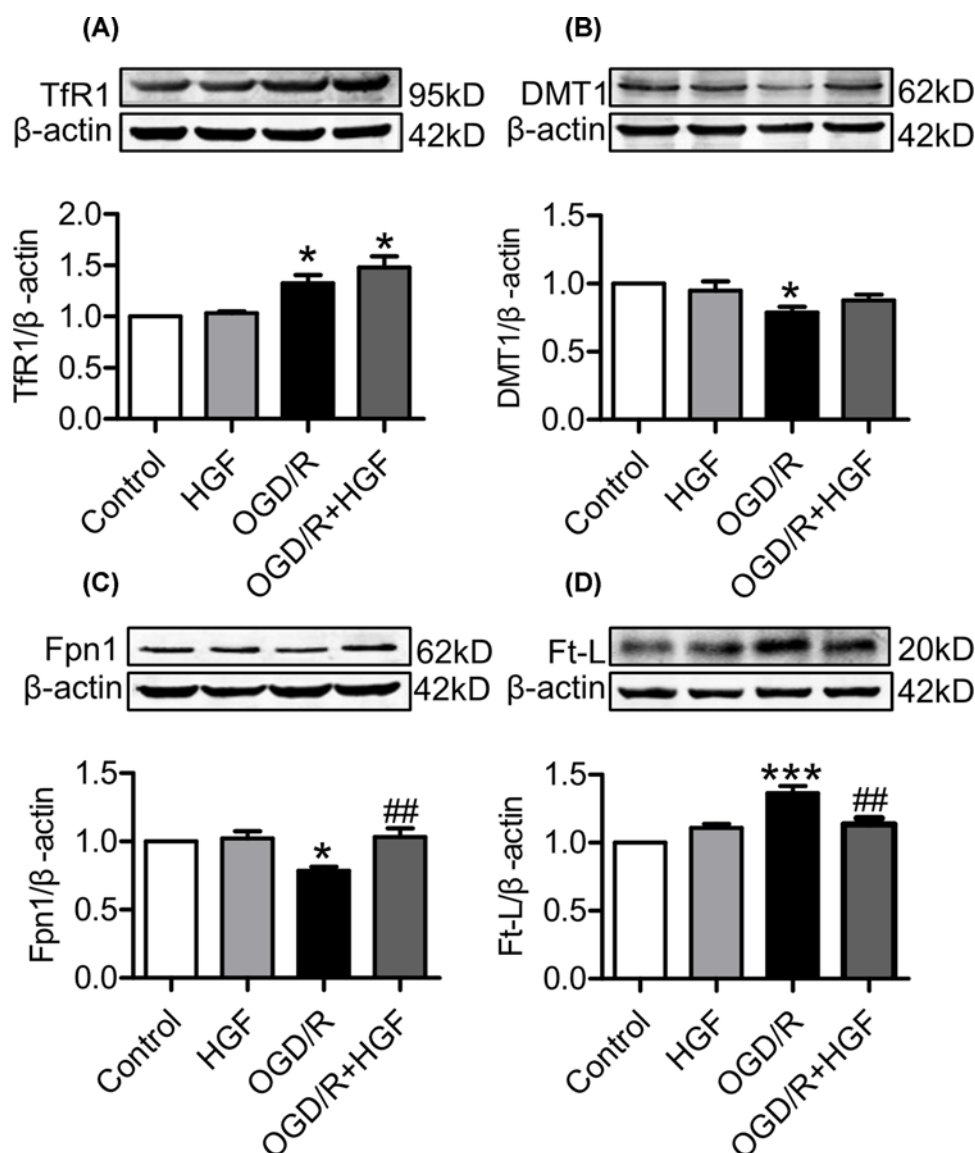 (A)
TfR1 95kD
β-actin 42kD
TfR1/β -actin
2.0
1.5
1.0
0.5
0.0
* *
Control
HGF
OGD/R
OGD/R+HGF
(B)
DMT1 62kD
β-actin 42kD
DMT1/β -actin
1.5
1.0
0.5
0.0
*
Control
HGF
OGD/R
OGD/R+HGF
(C)
Fpn1 62kD
β-actin 42kD
Fpn1/β -actin
1.5
1.0
0.5
0.0
* ##
Control
HGF
OGD/R
OGD/R+HGF
(D)
Ft-L 20kD
β-actin 42kD
Ft-L/β -actin
1.5
1.0
0.5
0.0
*** ##
Control
HGF
OGD/R
OGD/R+HGF